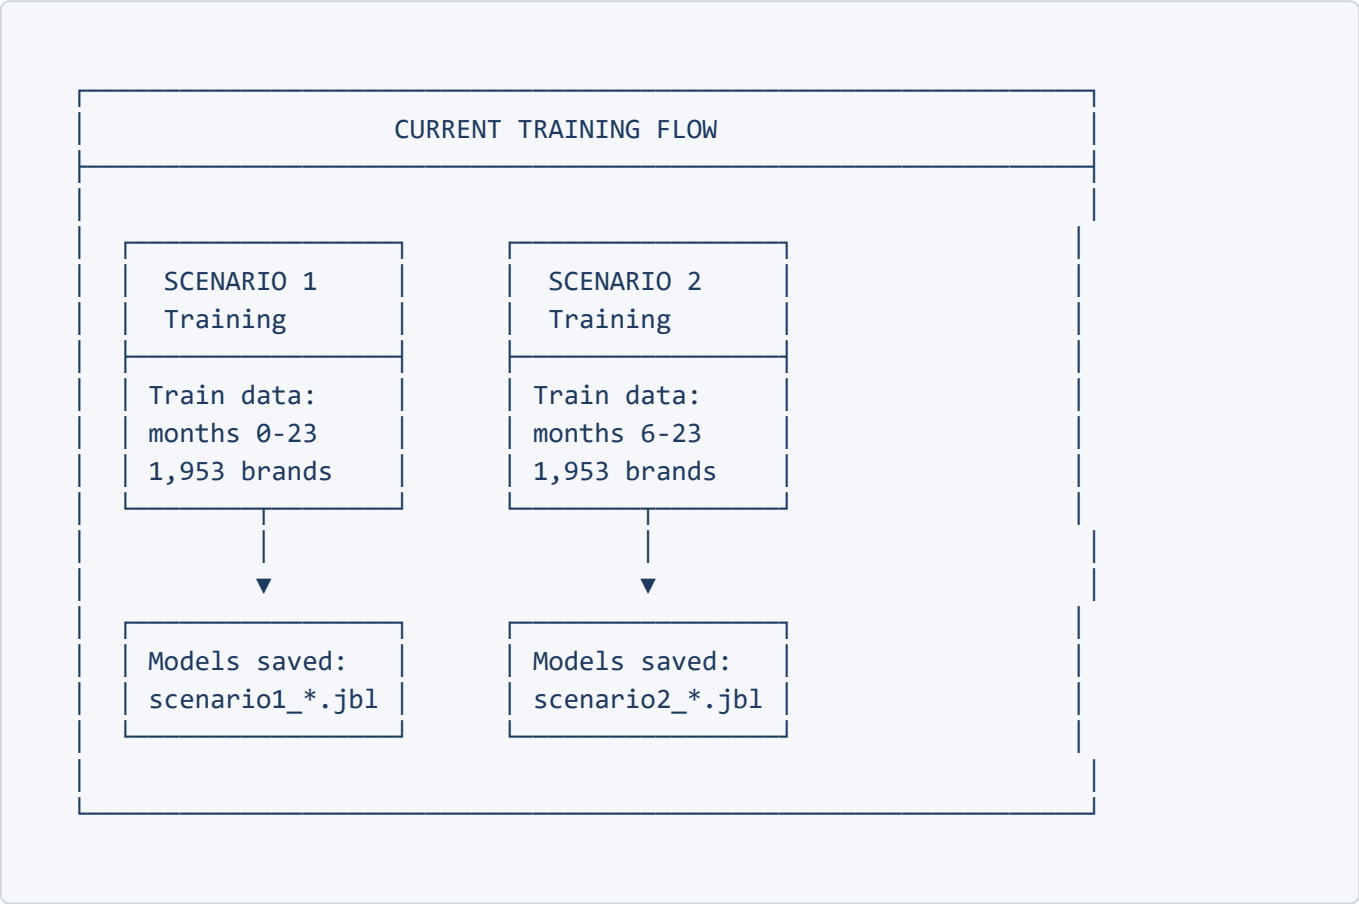 CURRENT TRAINING FLOW
SCENARIO 1
Training
Train data:
months 0-23
1,953 brands
Models saved:
scenario1_*.jbl
SCENARIO 2
Training
Train data:
months 6-23
1,953 brands
Models saved:
scenario2_*.jbl